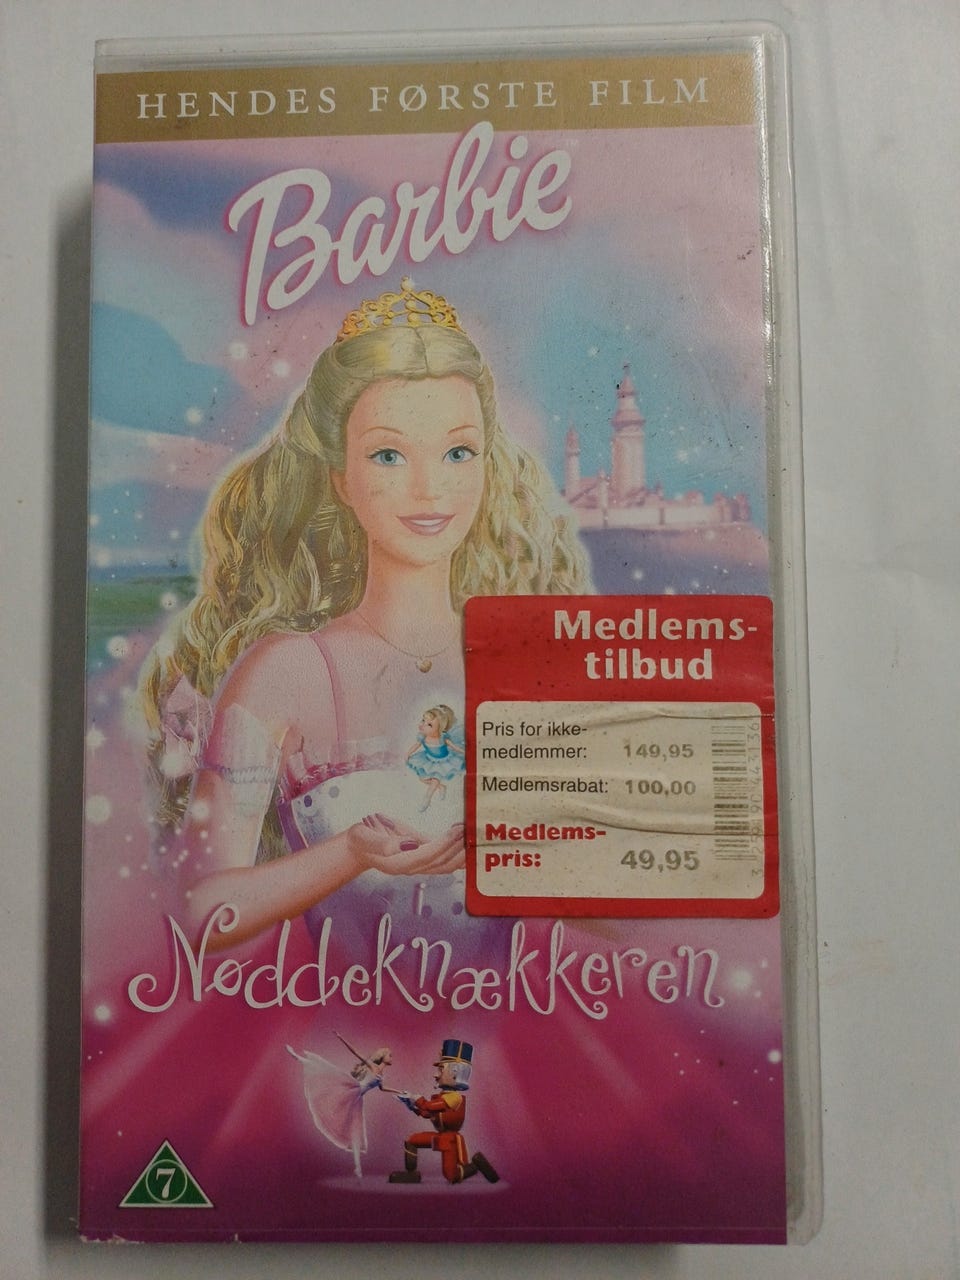 HENDES FØRSTE FILM
Barbie™
Medlems-
tilbud
Pris for ikke-
medlemmer: 149,95
Medlemsrabat: 100,00
Medlems-
pris: 49,95
i
Nøddeknækkeren
7